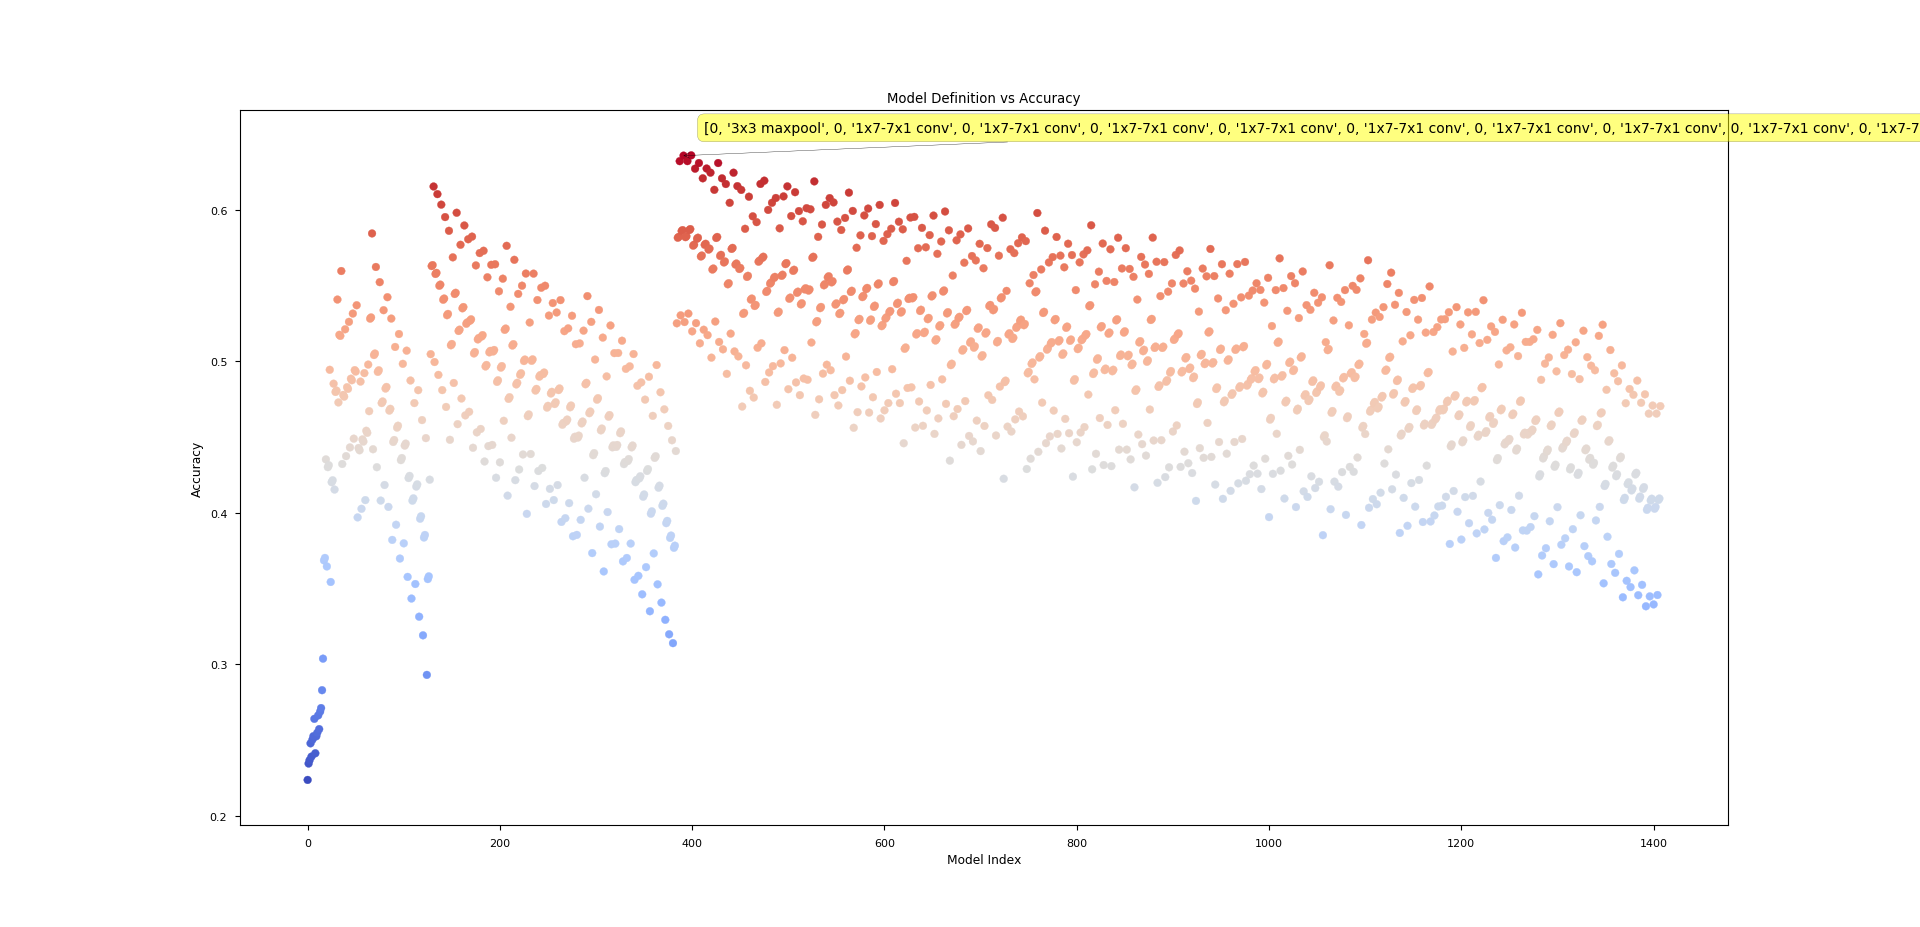 Model Definition vs Accuracy
[0, '3x3 maxpool', 0, '1x7-7x1 conv', 0, '1x7-7x1 conv', 0, '1x7-7x1 conv', 0, '1x7-7x1 conv', 0, '1x7-7x1 conv', 0, '1x7-7x1 conv', 0, '1x7-7x1 conv', 0, '1x7-7x1 conv', 0, '1x7-7
0.6
0.5
0.4
0.3
0.2
Accuracy
0 200 400 600 800 1000 1200 1400
Model Index